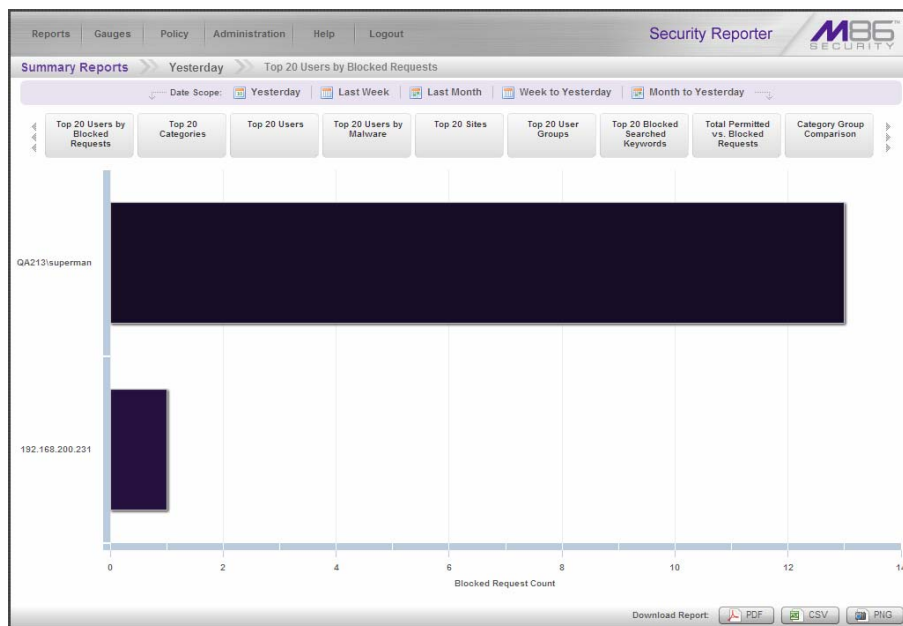 Reports Gauges Policy Administration Help Logout
Security Reporter
M86
SECURITY
Summary Reports Yesterday Top 20 Users by Blocked Requests
Date Scope: Yesterday Last Week Last Month Week to Yesterday Month to Yesterday
Top 20 Users by
Blocked
Requests
Top 20
Categories
Top 20 Users
Top 20 Users by
Malware
Top 20 Sites
Top 20 User
Groups
Top 20 Blocked
Searched
Keywords
Total Permitted
vs. Blocked
Requests
Category Group
Comparison
QA213\superman
192.168.200.231
0 2 4 6 8 10 12 14
Blocked Request Count
Download Report: PDF CSV PNG